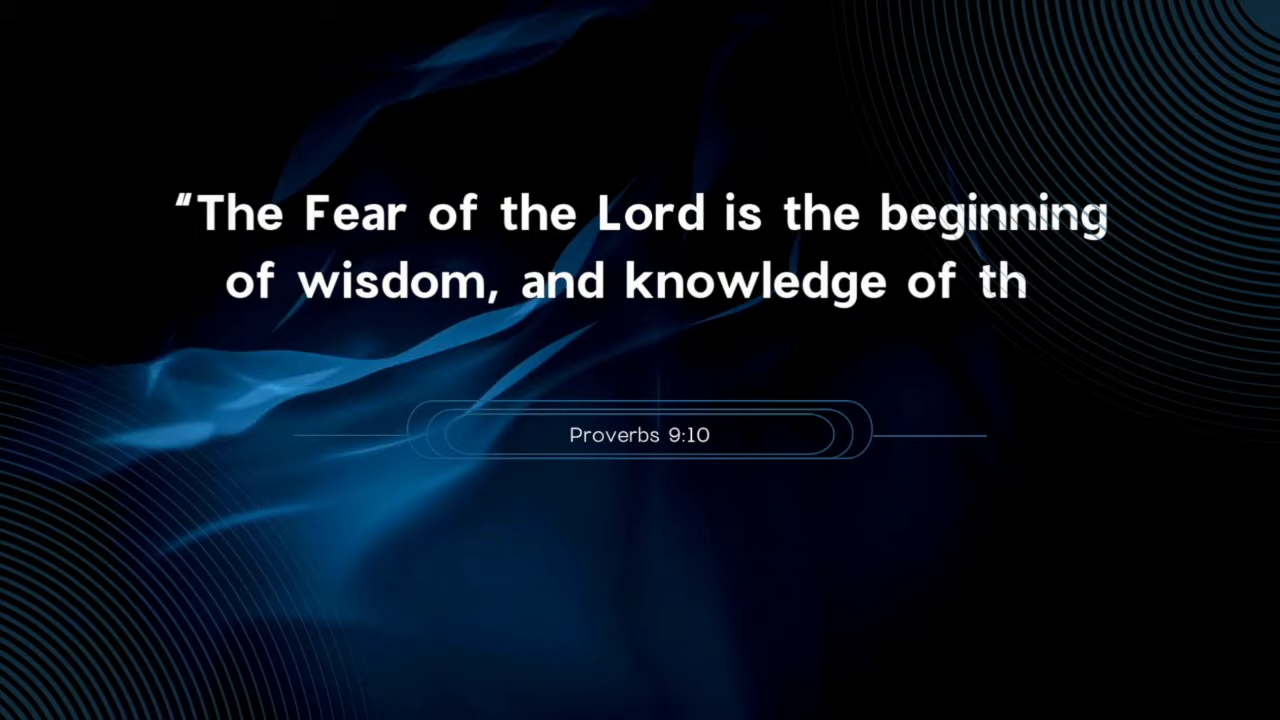 “The Fear of the Lord is the beginning
of wisdom, and knowledge of th
Proverbs 9:10